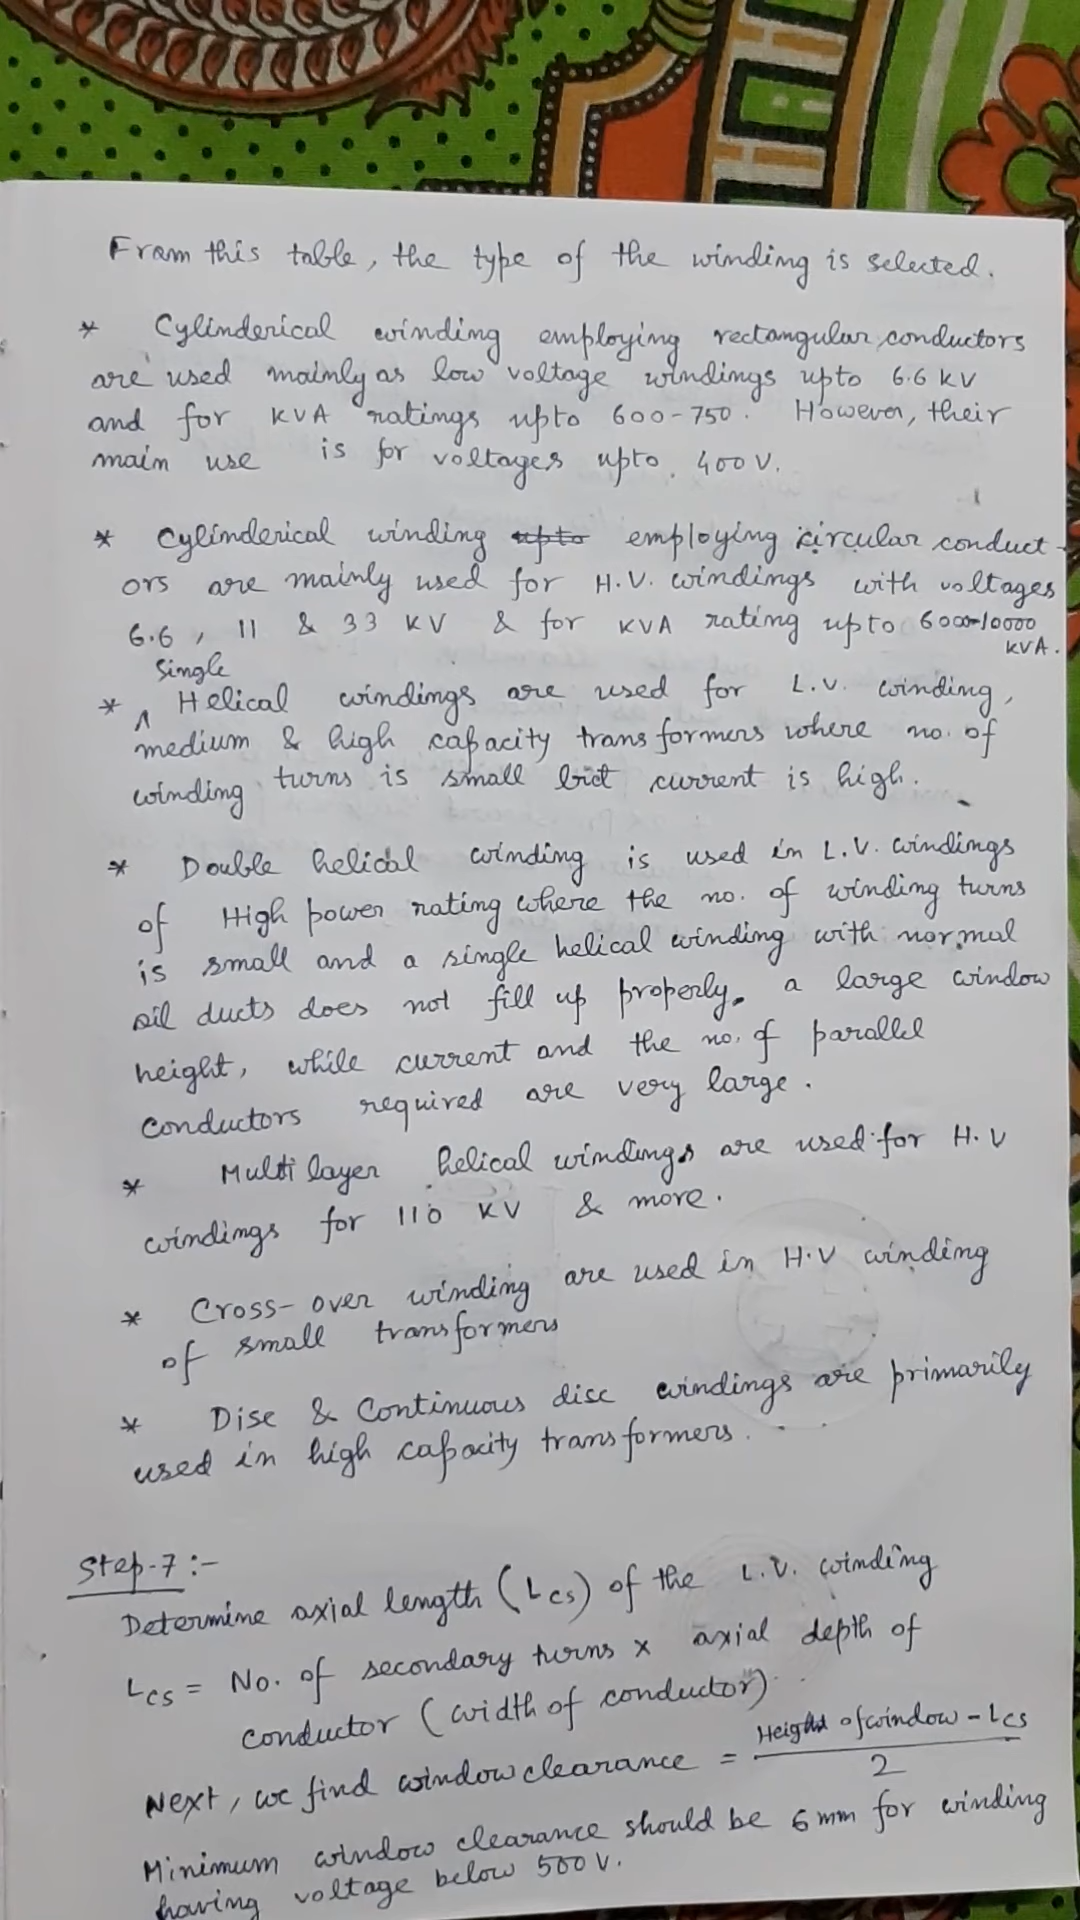 From this table, the type of the winding is selected.
* Cylinderical winding employing rectangular conductors
are used mainly as low voltage windings upto 6.6 kV
and for KVA ratings upto 600-750. However, their
main use is for voltages upto 400 V.
* Cylinderical winding upto employing circular conduct-
ors are mainly used for H.V. windings with voltages
6.6, 11 & 33 KV & for KVA rating upto 6000-10000
KVA.
Single
* ^ Helical windings are used for L.V. winding,
medium & high capacity transformers where no. of
winding turns is small but current is high.
* Double helical winding is used in L.V. windings
of High power rating where the no. of winding turns
is small and a single helical winding with normal
oil ducts does not fill up properly. a large window
height, while current and the no. of parallel
conductors required are very large.
* Multi layer helical windings are used for H.V
windings for 110 KV & more.
* Cross-over winding are used in H.V winding
of small transformers
* Disc & Continuous disc windings are primarily
used in high capacity transformers.
Step-7:-
Determine axial length (Lcs) of the L.V. winding
Lcs = No. of secondary turns x axial depth of
conductor (width of conductor).
Next, we find window clearance = Height of window - Lcs
2
Minimum window clearance should be 6 mm for winding
having voltage below 500 V.